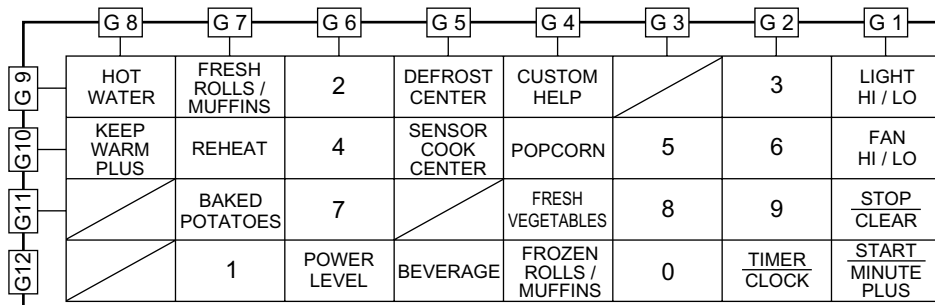 G 8 G 7 G 6 G 5 G 4 G 3 G 2 G 1
G 9
HOT
WATER
FRESH
ROLLS /
MUFFINS
2
DEFROST
CENTER
CUSTOM
HELP
3
LIGHT
HI / LO
G10
KEEP
WARM
PLUS
REHEAT
4
SENSOR
COOK
CENTER
POPCORN
5
6
FAN
HI / LO
G11
BAKED
POTATOES
7
FRESH
VEGETABLES
8
9
STOP
CLEAR
G12
1
POWER
LEVEL
BEVERAGE
FROZEN
ROLLS /
MUFFINS
0
TIMER
CLOCK
START
MINUTE
PLUS